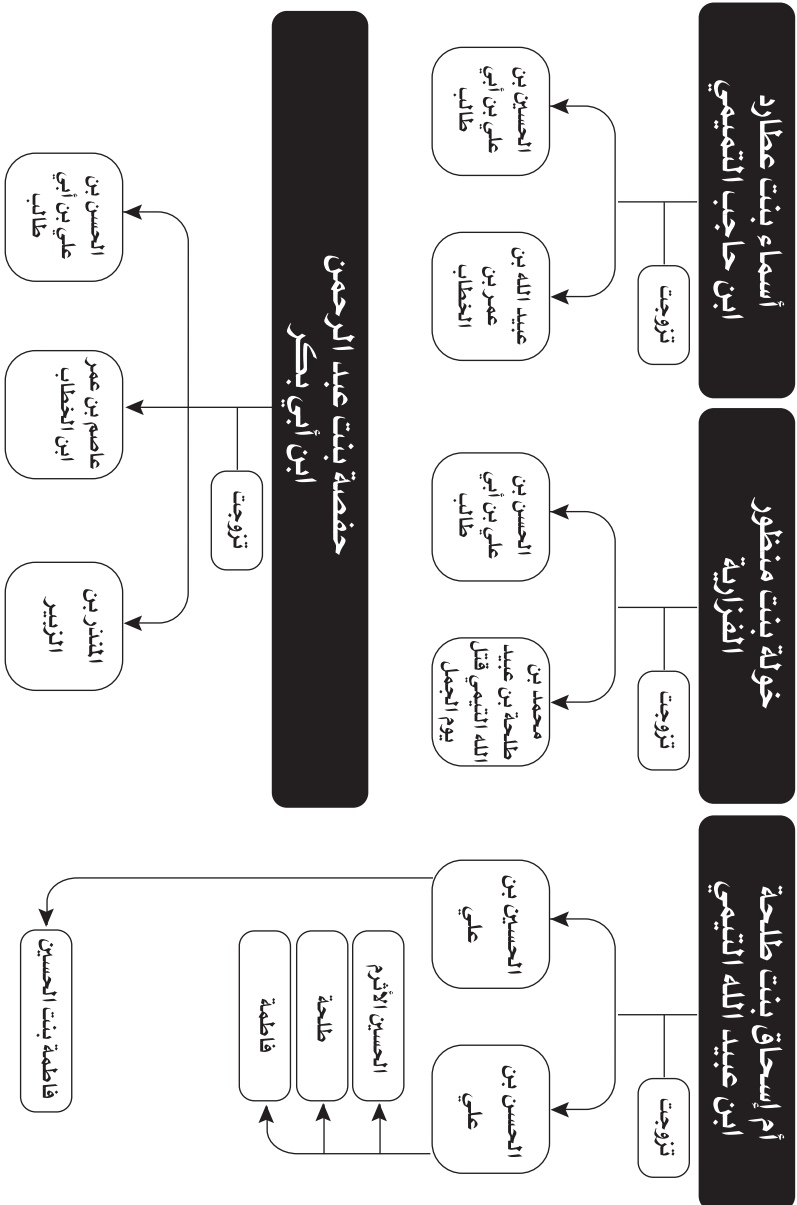 أم إسحاق بنت طلحة
ابن عبيد الله التيمي
تزوجت
الحسن بن
علي
الحسين بن
علي
الحسين الأثرم
طلحة
فاطمة
فاطمة بنت الحسين
خولة بنت منظور
الفزارية
تزوجت
محمد بن
طلحة بن عبيد
الله التيمي قتل
يوم الجمل
الحسن بن
علي بن أبي
طالب
أسماء بنت عطارد
ابن حاجب التميمي
تزوجت
عبيد الله بن
عمر بن
الخطاب
الحسين بن
علي بن أبي
طالب
حفصة بنت عبد الرحمن
ابن أبي بكر
تزوجت
المنذر بن
الزبير
عاصم بن عمر
ابن الخطاب
الحسن بن
علي بن أبي
طالب